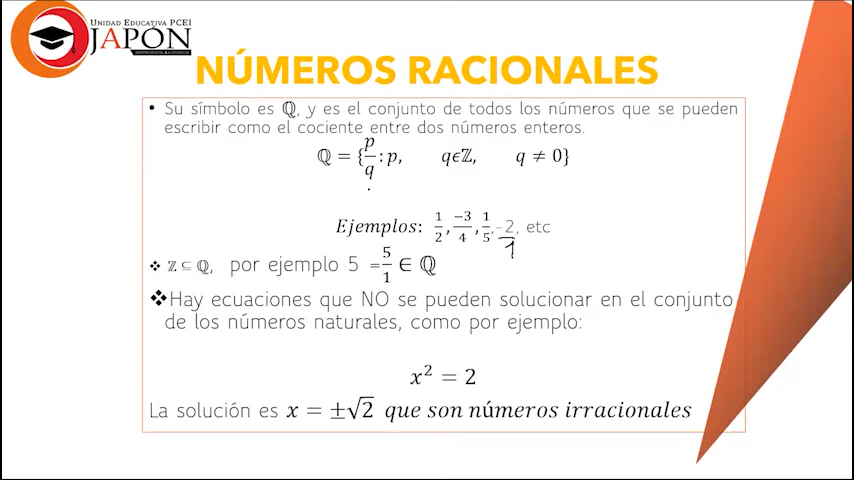 UNIDAD EDUCATIVA PCEI
JAPÓN
NÚMEROS RACIONALES
• Su símbolo es ℚ, y es el conjunto de todos los números que se pueden
escribir como el cociente entre dos números enteros.
ℚ = {p/q : p, qϵℤ, q ≠ 0}
Ejemplos: 1/2, −3/4, 1/5, -2/1, etc
❖ ℤ ⊆ ℚ, por ejemplo 5 = 5/1 ∈ ℚ
❖Hay ecuaciones que NO se pueden solucionar en el conjunto
de los números naturales, como por ejemplo:
x² = 2
La solución es x = ±√2 que son números irracionales